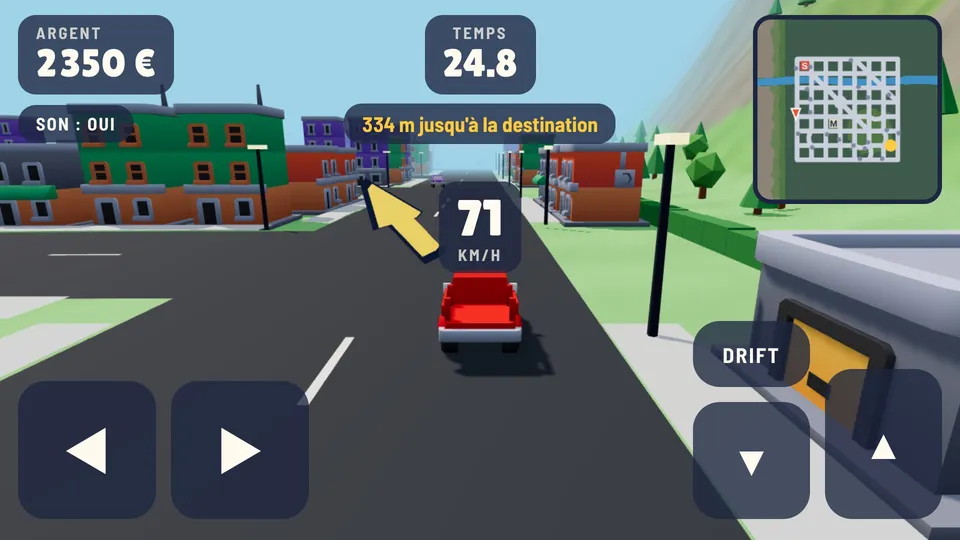 ARGENT
2350 €
TEMPS
24.8
SON : OUI
334 m jusqu'à la destination
S
M
71
KM/H
DRIFT